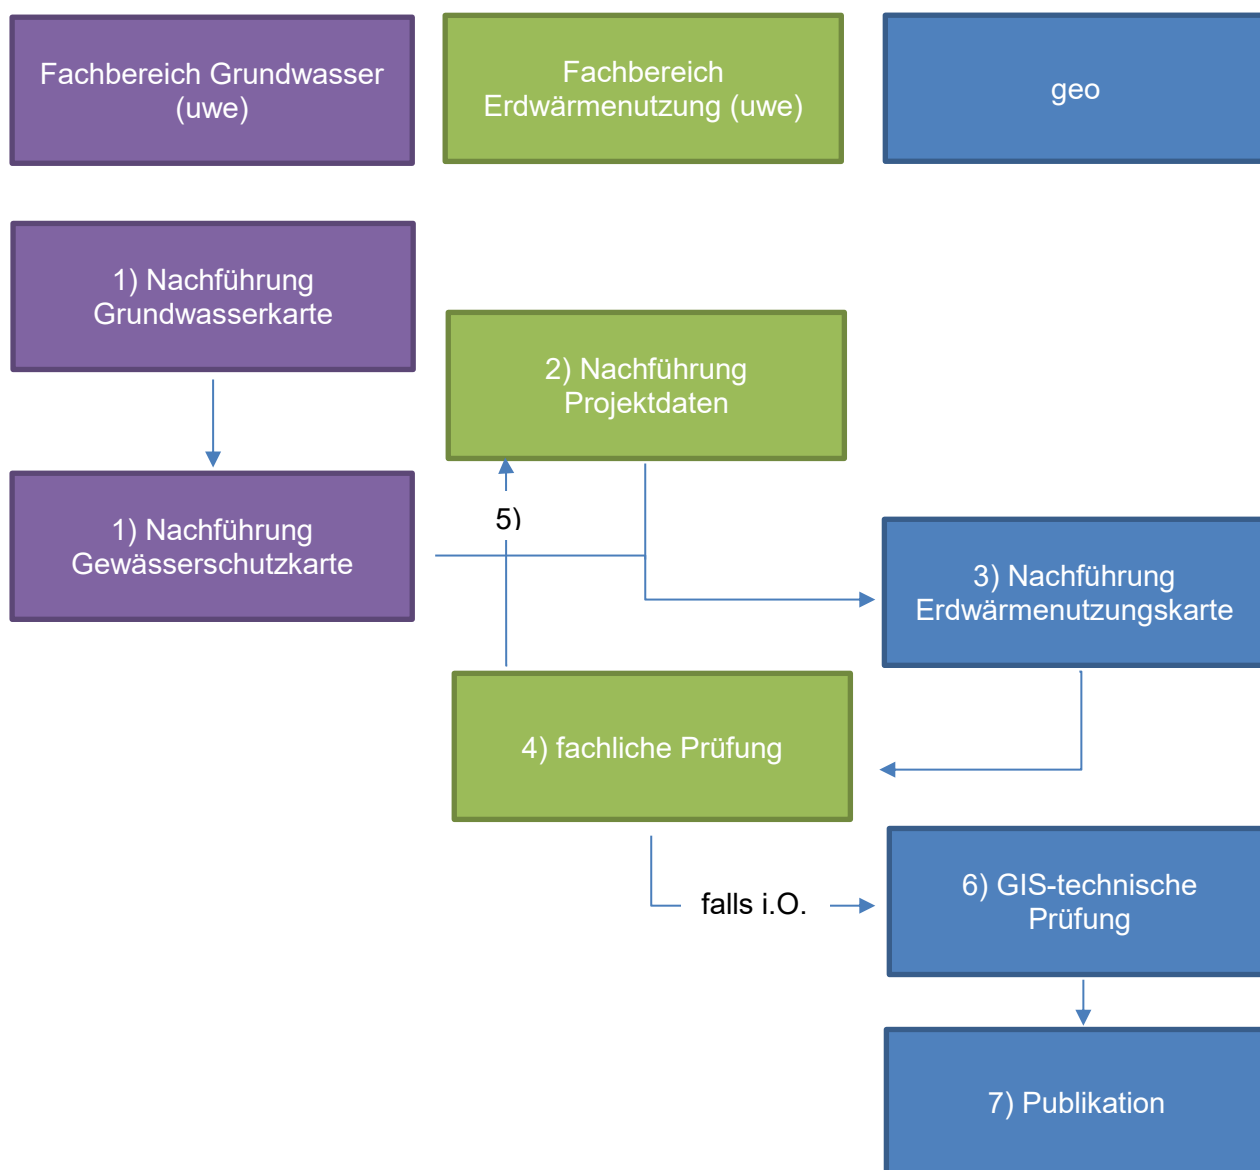 Fachbereich Grundwasser
(uwe)
Fachbereich
Erdwärmenutzung (uwe)
geo
1) Nachführung
Grundwasserkarte
2) Nachführung
Projektdaten
1) Nachführung
Gewässerschutzkarte
5)
3) Nachführung
Erdwärmenutzungskarte
4) fachliche Prüfung
falls i.O.
6) GIS-technische
Prüfung
7) Publikation